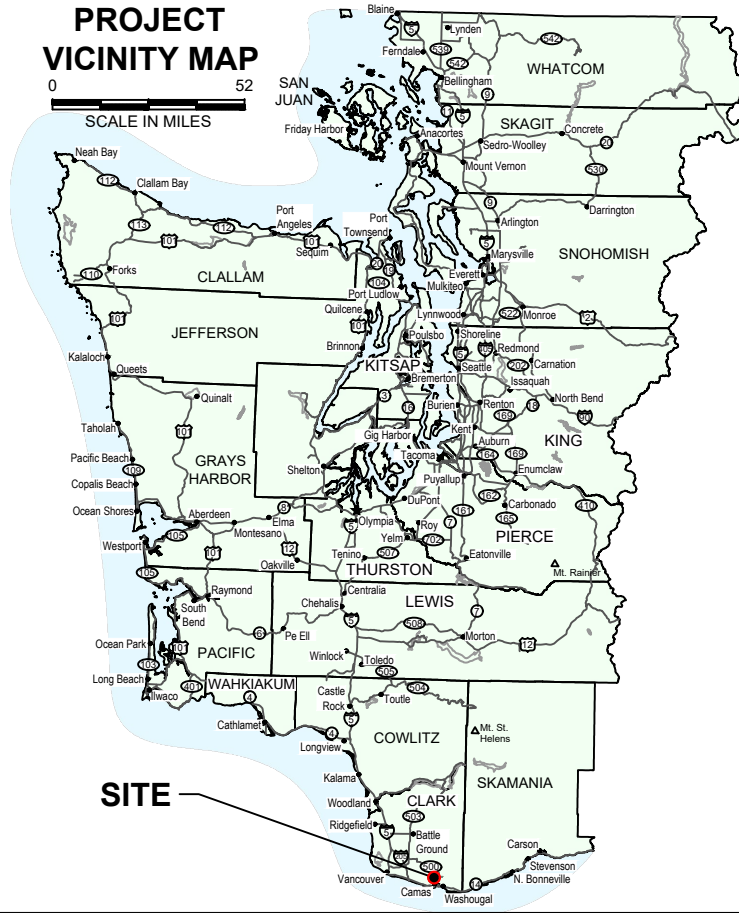 PROJECT
VICINITY MAP
0 52
SCALE IN MILES
Blaine
5
Lynden
542
Ferndale
539
542
WHATCOM
Bellingham
9
SAN
JUAN
11
5
SKAGIT
Friday Harbor
Anacortes
Concrete
Sedro-Woolley
20
Mount Vernon
530
Neah Bay
112
Clallam Bay
9
Darrington
113
112
Port
Angeles
Port
Townsend
Arlington
101
101
Sequim
5
SNOHOMISH
Marysville
20
19
110
Forks
CLALLAM
104
Everett
Port Ludlow
Mulkiteo
101
JEFFERSON
Quilcene
Lynnwood
522
Monroe
2
101
Poulsbo
Shoreline
Brinnon
5
405
Redmond
Kalaloch
KITSAP
Seattle
202
Carnation
Queets
Bremerton
Issaquah
3
16
Burien
Renton
18
North Bend
Quinalt
169
90
101
Kent
Taholah
Gig Harbor
Auburn
KING
Pacific Beach
GRAYS
HARBOR
Tacoma
164
169
109
Shelton
Enumclaw
Copalis Beach
Puyallup
162
410
Ocean Shores
DuPont
Carbonado
Aberdeen
8
161
165
105
Elma
5
Olympia
Roy
7
PIERCE
Montesano
Westport
101
12
Yelm
702
Tenino
507
Eatonville
Oakville
THURSTON
Mt. Rainier
105
Centralia
Raymond
Chehalis
LEWIS
South
Bend
5
7
508
6
Pe Ell
Morton
12
Ocean Park
101
PACIFIC
Winlock
Toledo
103
505
Long Beach
401
WAHKIAKUM
504
Ilwaco
4
Castle
Rock
Toutle
Cathlamet
5
4
COWLITZ
Mt. St.
Helens
Longview
Kalama
SKAMANIA
SITE
Woodland
CLARK
503
Ridgefield
5
Battle
Ground
205
Carson
500
Stevenson
Vancouver
14
N. Bonneville
Camas
Washougal